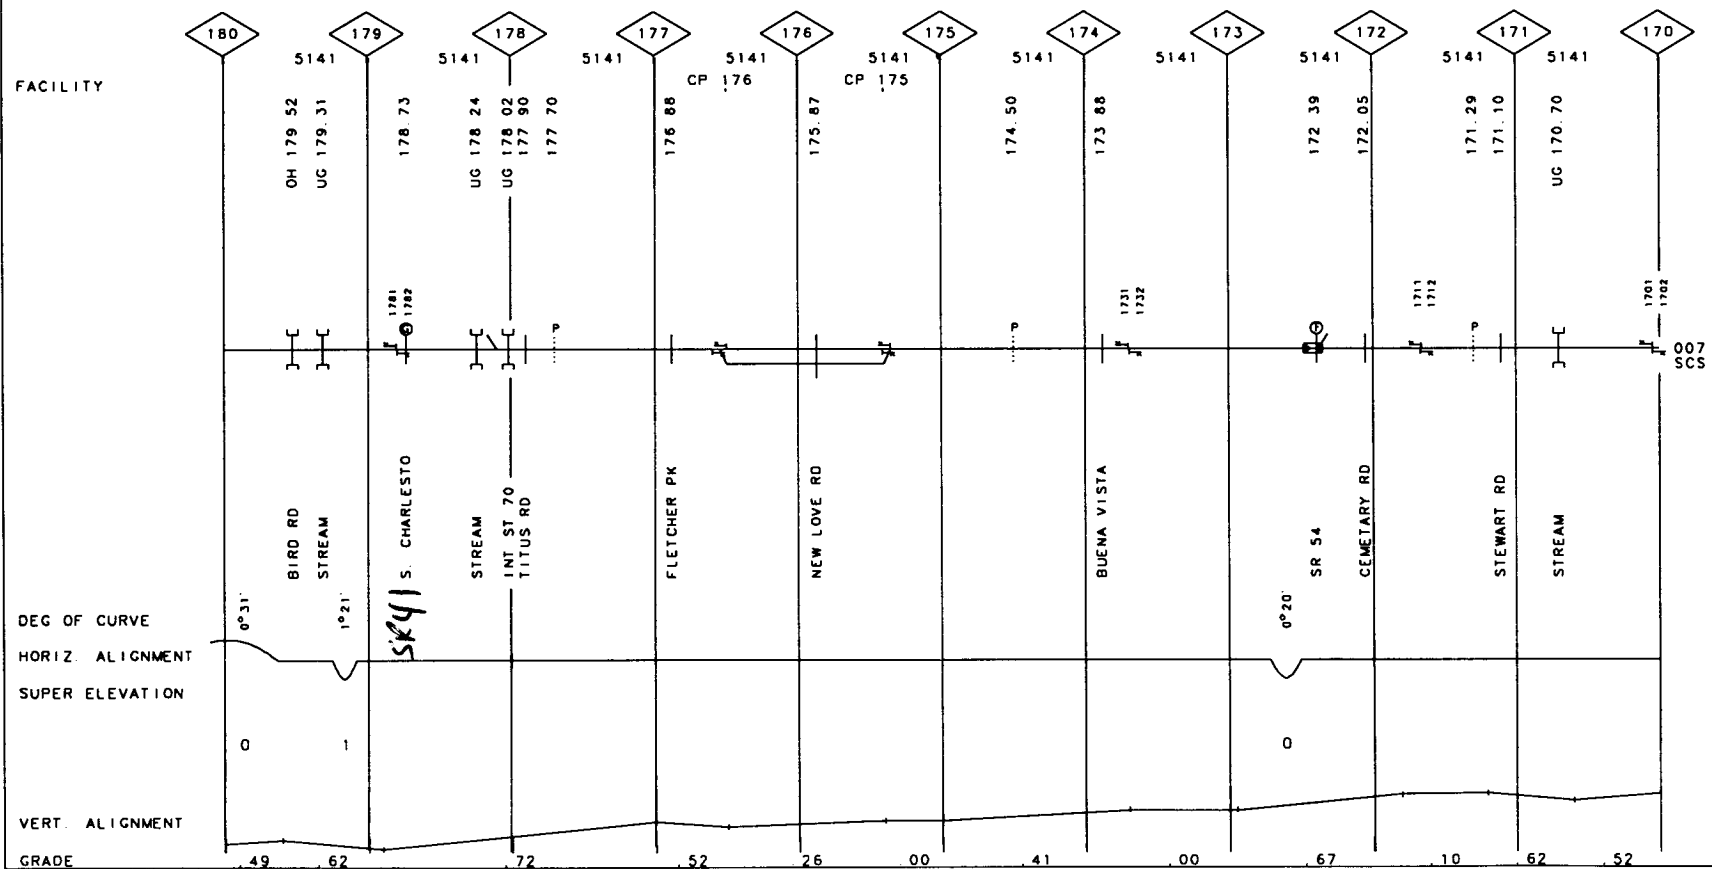 180 179 178 177 176 175 174 173 172 171 170
5141 5141 5141 5141 5141 5141 5141 5141 5141 5141
CP 176 CP 175
FACILITY
OH 179 52
UG 179.31
178.73
UG 178 24
UG 178 02
177 90
177 70
176 88
175.87
174.50
173 88
172 39
172.05
171.29
171.10
UG 170.70
1781
1782
1731
1732
1711
1712
1701
1702
P P F P
007
SCS
BIRD RD
STREAM
S. CHARLESTO
SR41
STREAM
INT ST 70
TITUS RD
FLETCHER PK
NEW LOVE RD
BUENA VISTA
SR 54
CEMETARY RD
STEWART RD
STREAM
DEG OF CURVE
0°31' 1°21' 0°20'
HORIZ. ALIGNMENT
SUPER ELEVATION
0 1 0
VERT. ALIGNMENT
GRADE .49 .62 .72 .52 .26 .00 .41 .00 .67 .10 .62 .52